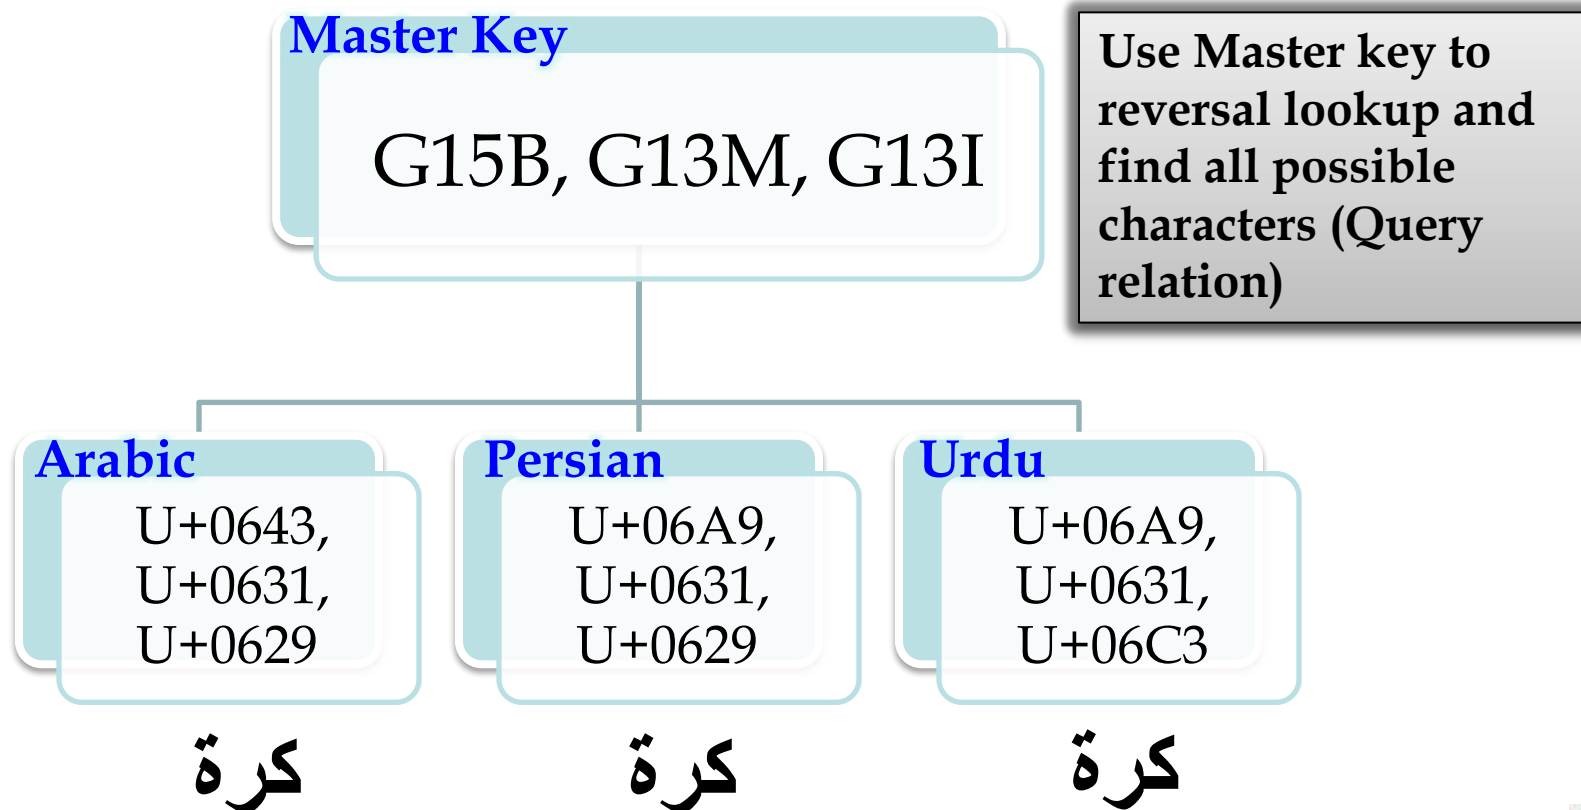 Master Key
G15B, G13M, G13I
Use Master key to
reversal lookup and
find all possible
characters (Query
relation)
Arabic
U+0643,
U+0631,
U+0629
كرة
Persian
U+06A9,
U+0631,
U+0629
کرة
Urdu
U+06A9,
U+0631,
U+06C3
کرۃ